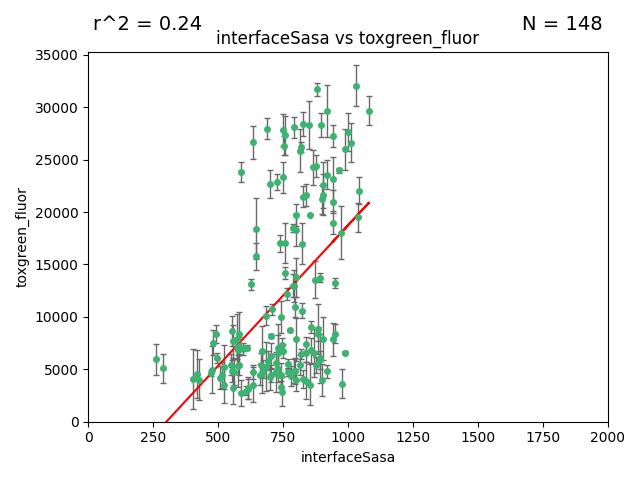 r^2 = 0.24
N = 148
interfaceSasa vs toxgreen_fluor
35000
30000
25000
20000
15000
10000
5000
0
toxgreen_fluor
0 250 500 750 1000 1250 1500 1750 2000
interfaceSasa